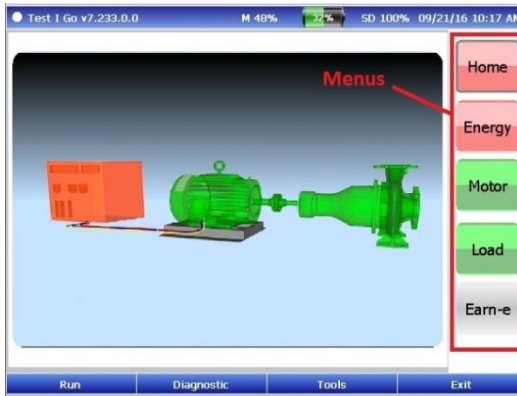 Test I Go v7.233.0.0 M 48% 32% SD 100% 09/21/16 10:17 AM
Menus
Home
Energy
Motor
Load
Earn-e
Run Diagnostic Tools Exit